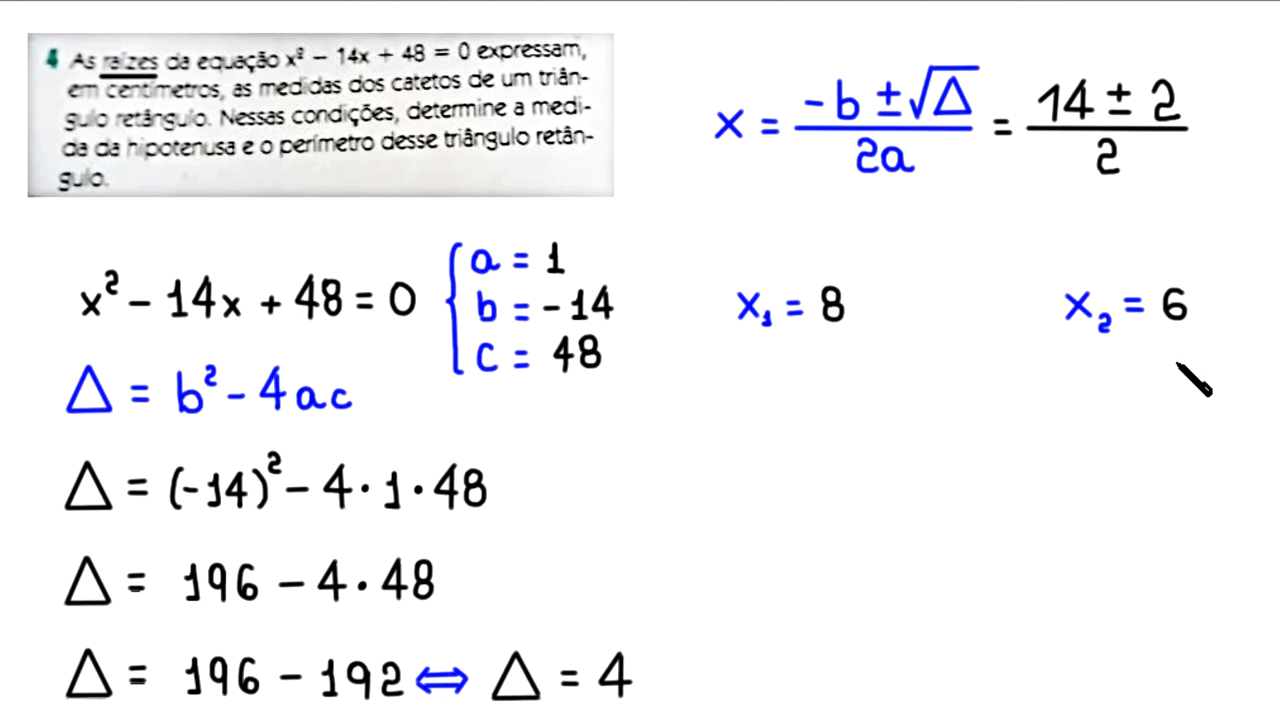 4 As raízes da equação x² − 14x + 48 = 0 expressam,
em centímetros, as medidas dos catetos de um triân-
gulo retângulo. Nessas condições, determine a medi-
da da hipotenusa e o perímetro desse triângulo retân-
gulo.
x² − 14x + 48 = 0
a = 1
b = −14
c = 48
Δ = b² − 4ac
Δ = (−14)² − 4 · 1 · 48
Δ = 196 − 4 · 48
Δ = 196 − 192 ⇔ Δ = 4
x = (−b ± √Δ) / 2a = (14 ± 2) / 2
x₁ = 8
x₂ = 6